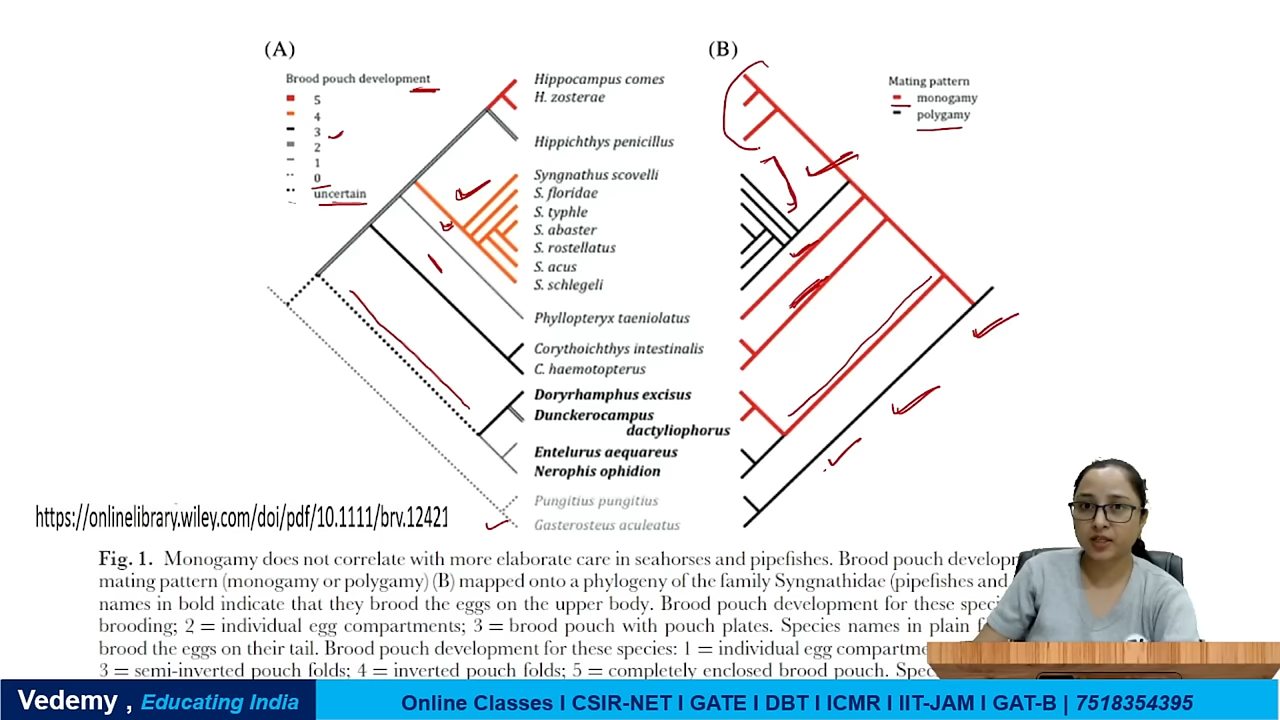 (A)
(B)
Brood pouch development
5
4
3
2
1
0
uncertain
Hippocampus comes
H. zosterae
Hippichthys penicillus
Syngnathus scovelli
S. floridae
S. typhle
S. abaster
S. rostellatus
S. acus
S. schlegeli
Phyllopteryx taeniolatus
Corythoichthys intestinalis
C. haemotopterus
Doryrhamphus excisus
Dunckerocampus
dactyliophorus
Entelurus aequareus
Nerophis ophidion
Pungitius pungitius
Gasterosteus aculeatus
Mating pattern
monogamy
polygamy
https://onlinelibrary.wiley.com/doi/pdf/10.1111/brv.12421
Fig. 1. Monogamy does not correlate with more elaborate care in seahorses and pipefishes. Brood pouch
mating pattern (monogamy or polygamy) (B) mapped onto a phylogeny of the family Syngnathidae (pipefishes and
names in bold indicate that they brood the eggs on the upper body. Brood pouch development for these
brooding; 2 = individual egg compartments; 3 = brood pouch with pouch plates. Species names in plain
brood the eggs on their tail. Brood pouch development for these species: 1 = individual egg
3 = semi-inverted pouch folds; 4 = inverted pouch folds; 5 = completely enclosed brood pouch.
Vedemy , Educating India
Online Classes I CSIR-NET I GATE I DBT I ICMR I IIT-JAM I GAT-B | 7518354395